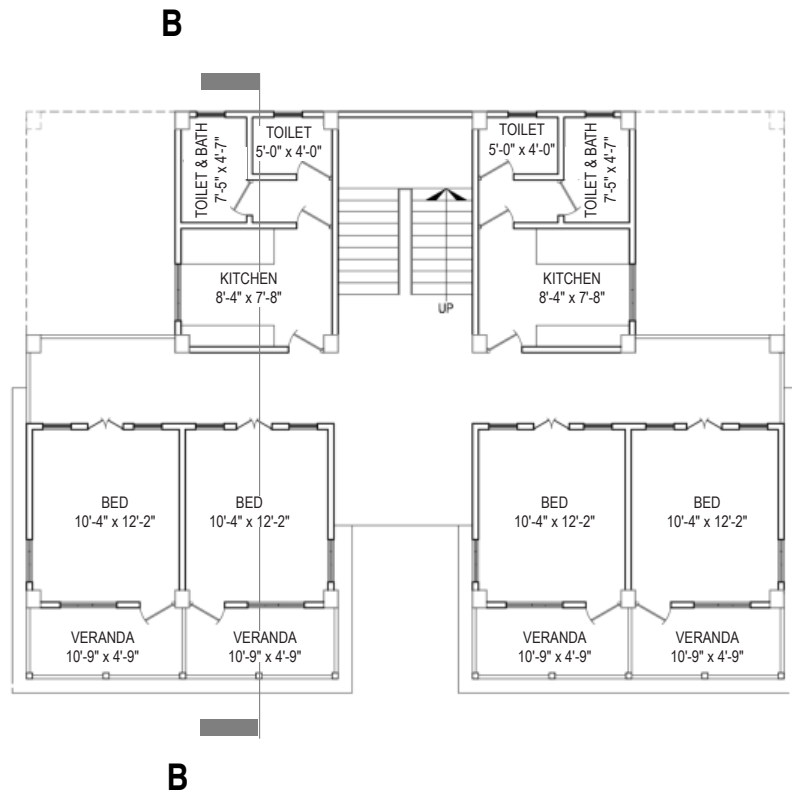 B
TOILET & BATH
7'-5" x 4'-7"
TOILET
5'-0" x 4'-0"
TOILET
5'-0" x 4'-0"
TOILET & BATH
7'-5" x 4'-7"
KITCHEN
8'-4" x 7'-8"
KITCHEN
8'-4" x 7'-8"
UP
BED
10'-4" x 12'-2"
BED
10'-4" x 12'-2"
BED
10'-4" x 12'-2"
BED
10'-4" x 12'-2"
VERANDA
10'-9" x 4'-9"
VERANDA
10'-9" x 4'-9"
VERANDA
10'-9" x 4'-9"
VERANDA
10'-9" x 4'-9"
B